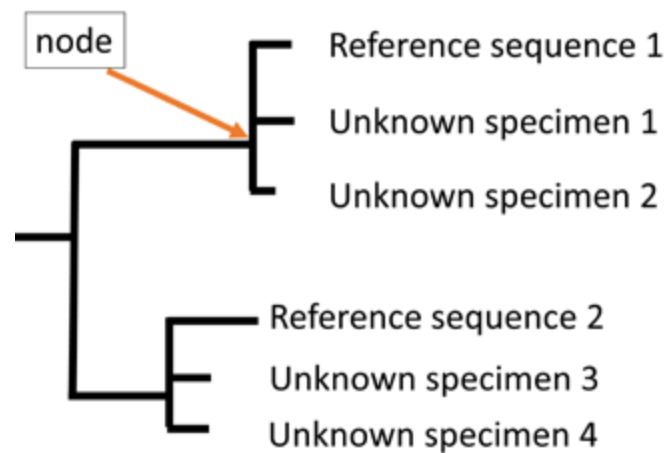 node
Reference sequence 1
Unknown specimen 1
Unknown specimen 2
Reference sequence 2
Unknown specimen 3
Unknown specimen 4